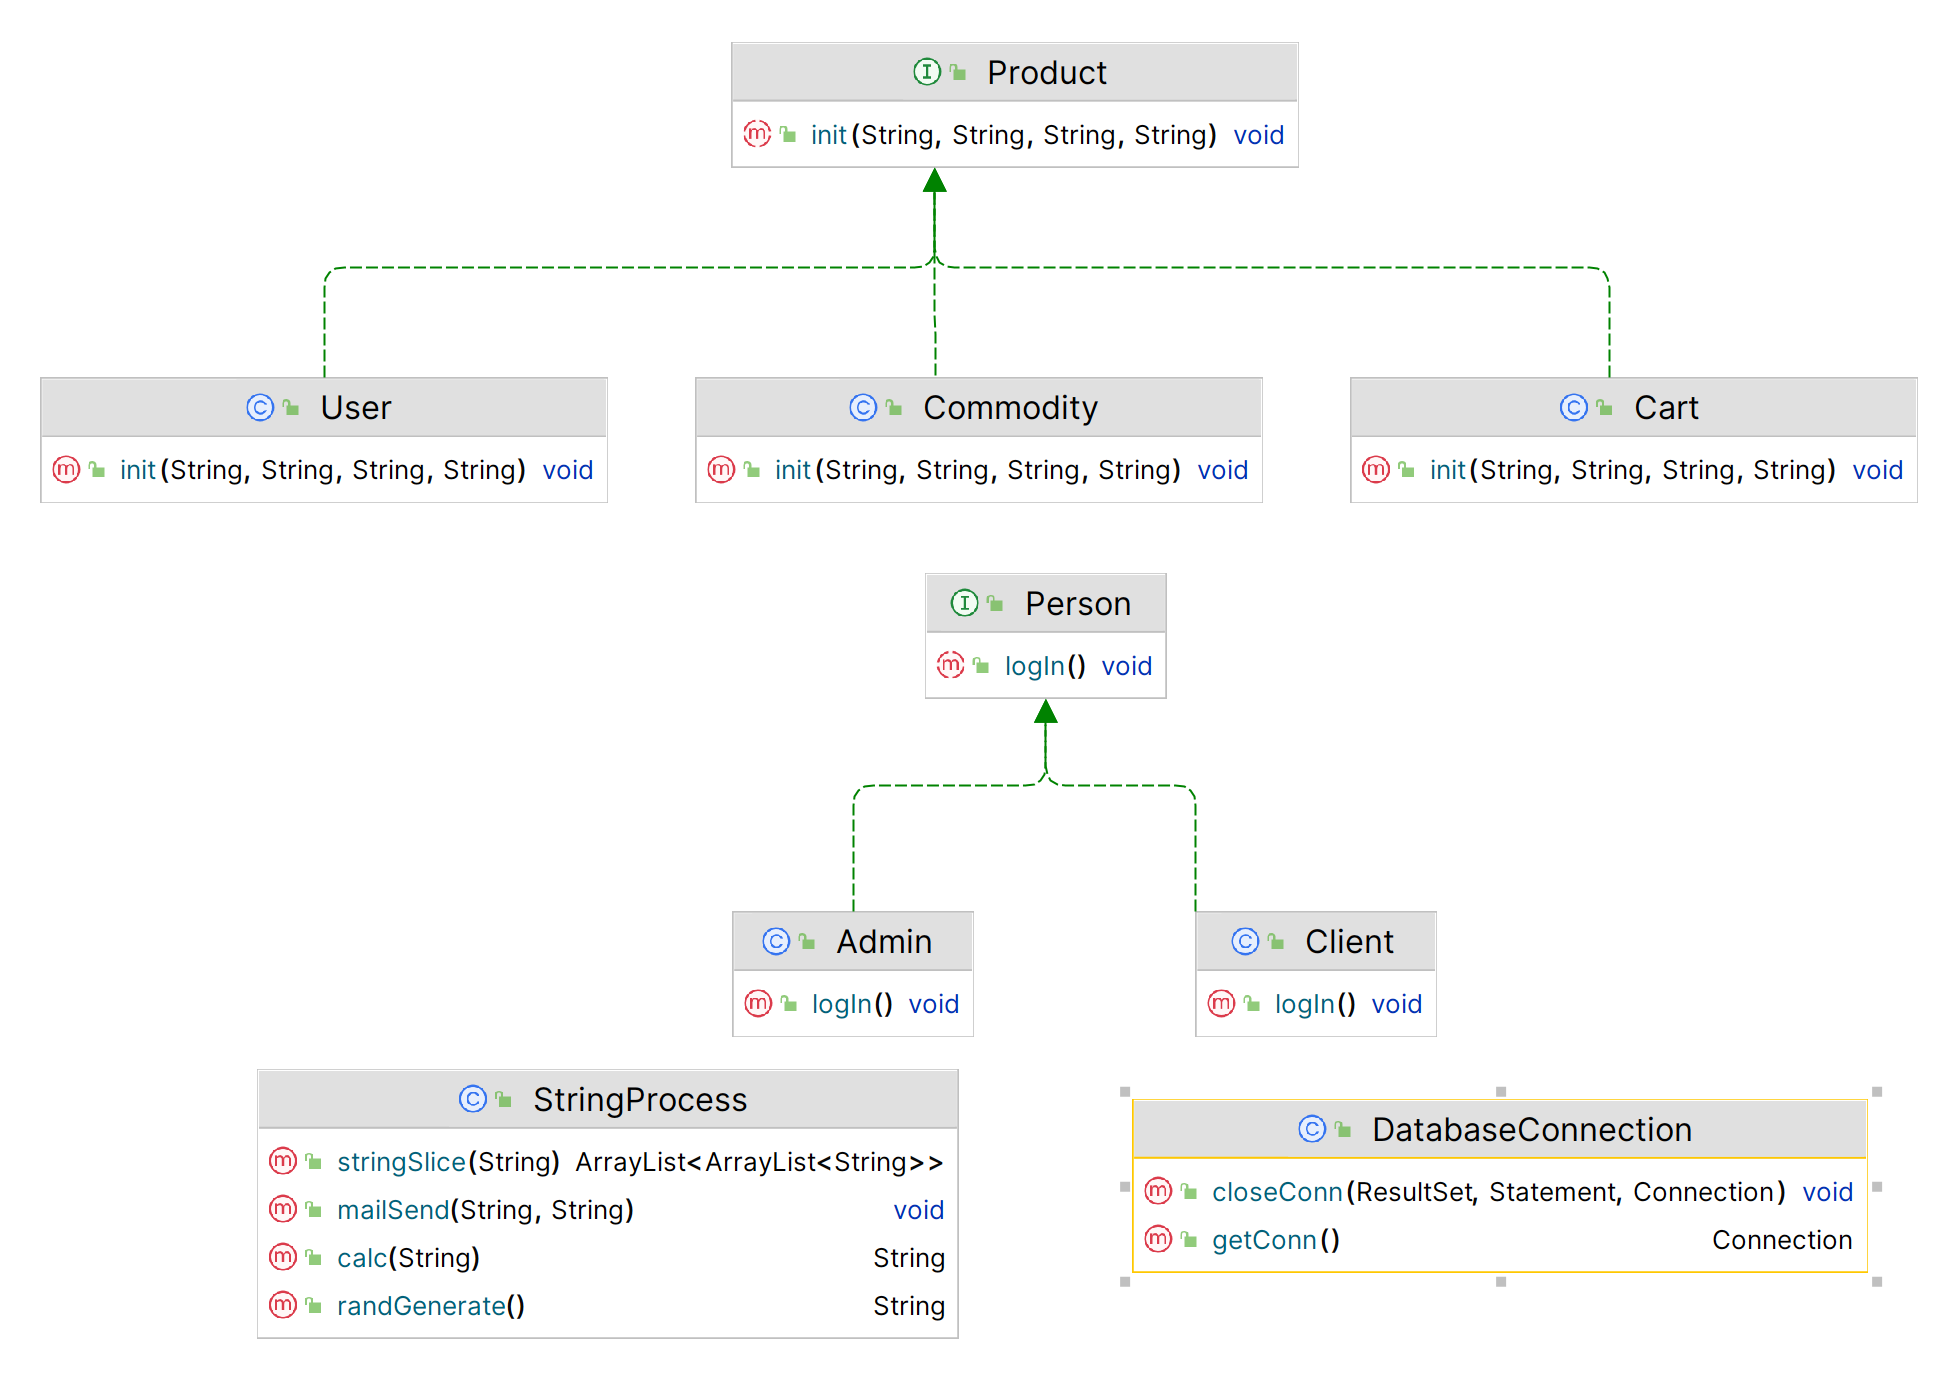 Product
init(String, String, String, String) void
User
init(String, String, String, String) void
Commodity
init(String, String, String, String) void
Cart
init(String, String, String, String) void
Person
logIn() void
Admin
logIn() void
Client
logIn() void
StringProcess
stringSlice(String) ArrayList<ArrayList<String>>
mailSend(String, String) void
calc(String) String
randGenerate() String
DatabaseConnection
closeConn(ResultSet, Statement, Connection) void
getConn() Connection